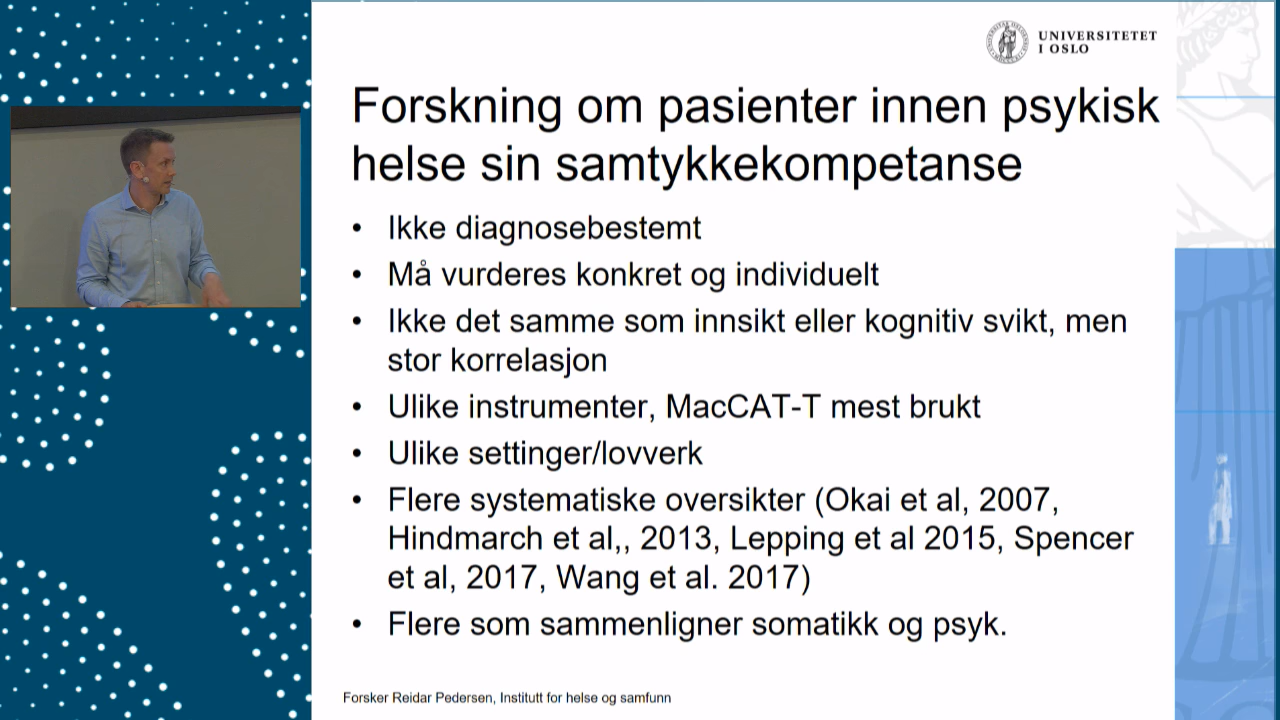 UNIVERSITETET
I OSLO
Forskning om pasienter innen psykisk
helse sin samtykkekompetanse
• Ikke diagnosebestemt
• Må vurderes konkret og individuelt
• Ikke det samme som innsikt eller kognitiv svikt, men
stor korrelasjon
• Ulike instrumenter, MacCAT-T mest brukt
• Ulike settinger/lovverk
• Flere systematiske oversikter (Okai et al, 2007,
Hindmarch et al,, 2013, Lepping et al 2015, Spencer
et al, 2017, Wang et al. 2017)
• Flere som sammenligner somatikk og psyk.
Forsker Reidar Pedersen, Institutt for helse og samfunn